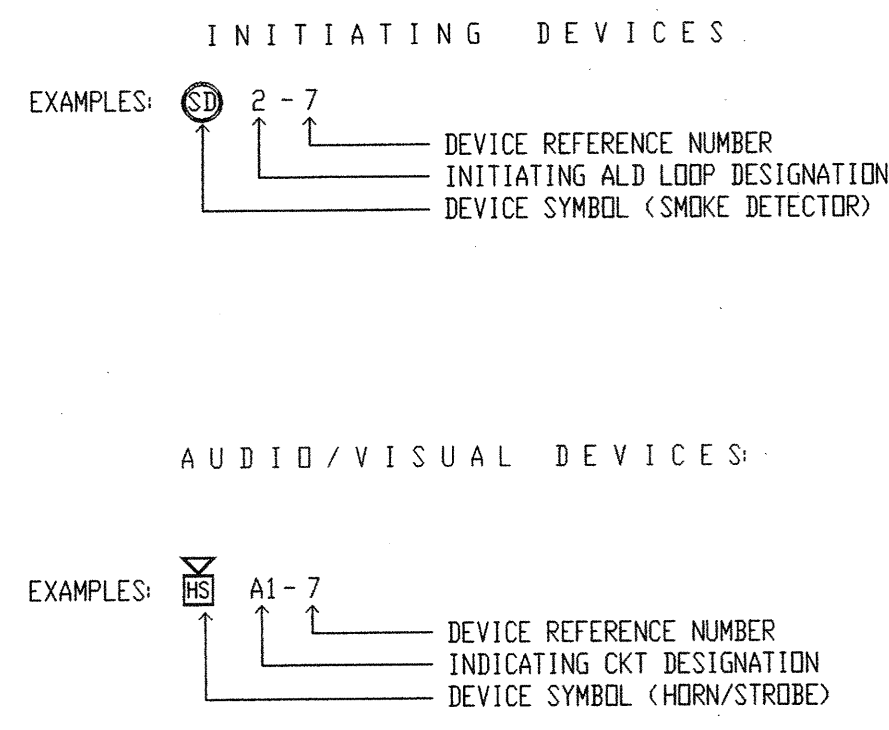 INITIATING DEVICES
EXAMPLES: SD 2 - 7
DEVICE REFERENCE NUMBER
INITIATING ALD LOOP DESIGNATION
DEVICE SYMBOL (SMOKE DETECTOR)
AUDIO/VISUAL DEVICES:
EXAMPLES: HS A1 - 7
DEVICE REFERENCE NUMBER
INDICATING CKT DESIGNATION
DEVICE SYMBOL (HORN/STROBE)